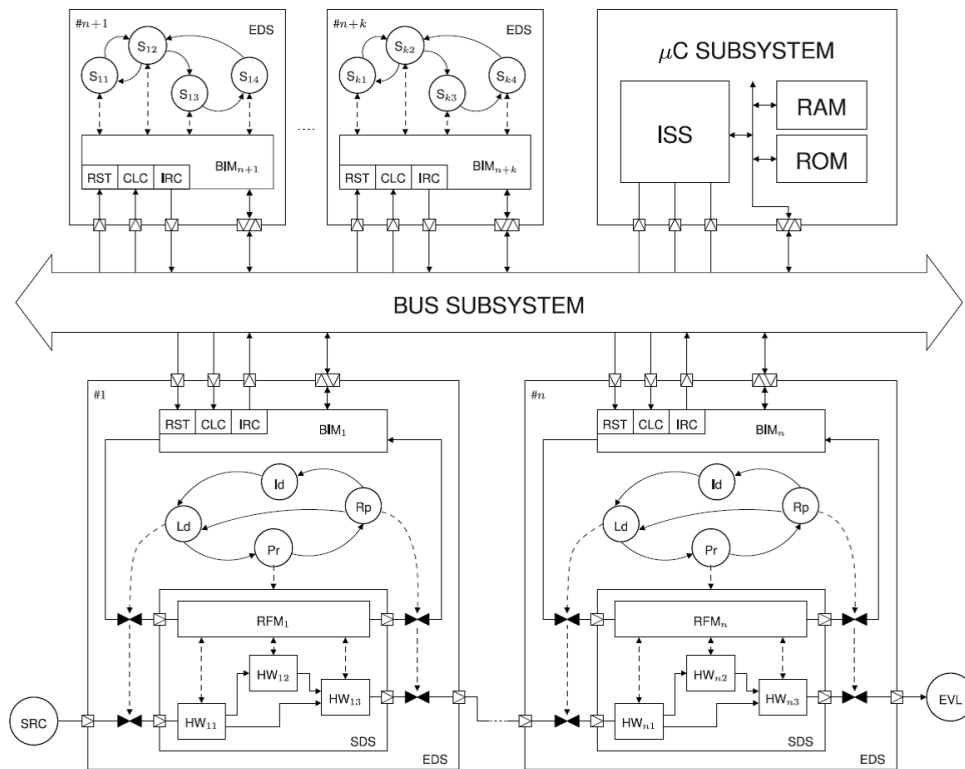 #n+1
EDS
S₁₂
S₁₁
S₁₄
S₁₃
BIMₙ₊₁
RST CLC IRC
#n+k
EDS
Sₖ₂
Sₖ₁
Sₖ₄
Sₖ₃
BIMₙ₊ₖ
RST CLC IRC
μC SUBSYSTEM
ISS
RAM
ROM
BUS SUBSYSTEM
#1
RST CLC IRC
BIM₁
Id
Ld
Rp
Pr
RFM₁
HW₁₂
HW₁₃
HW₁₁
SDS
EDS
SRC
#n
RST CLC IRC
BIMₙ
Id
Ld
Rp
Pr
RFMₙ
HWₙ₂
HWₙ₃
HWₙ₁
SDS
EDS
EVL